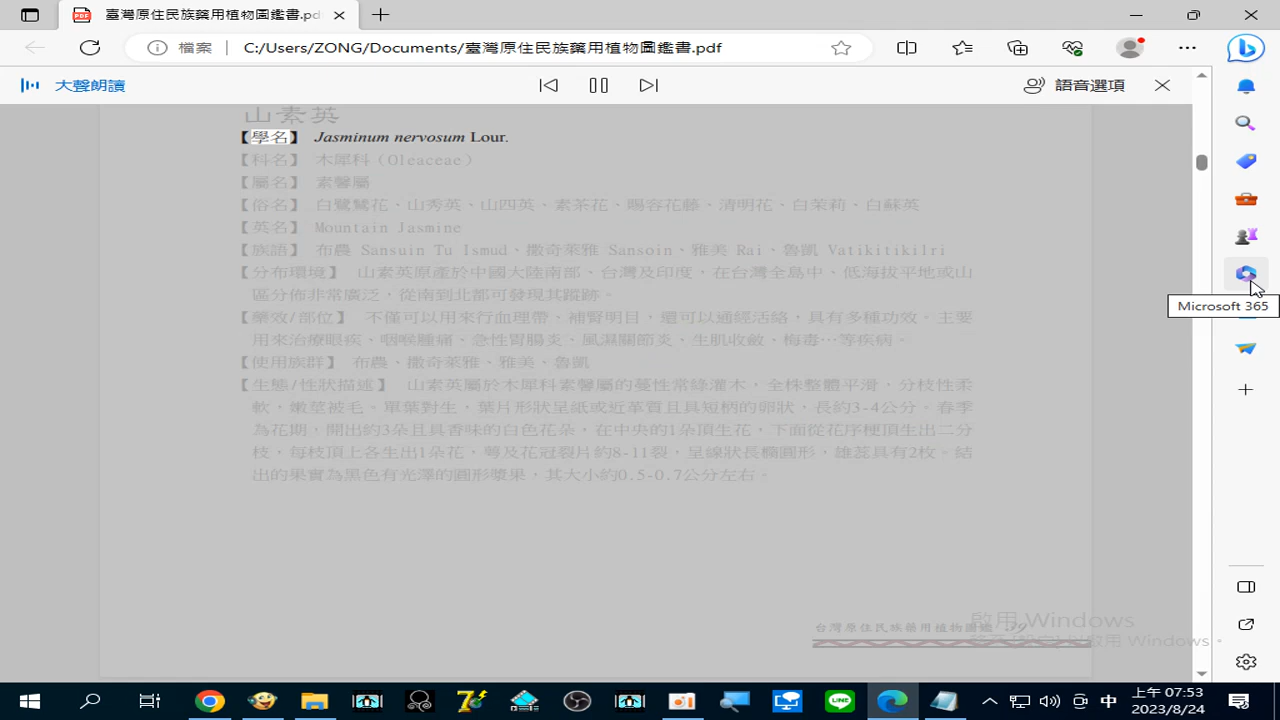 臺灣原住民族藥用植物圖鑑書.pdf
檔案
C:/Users/ZONG/Documents/臺灣原住民族藥用植物圖鑑書.pdf
大聲朗讀
語音選項
山素英
【學名】 Jasminum nervosum Lour.
【科名】 木犀科（Oleaceae）
【屬名】 素馨屬
【俗名】 白鷺鷥花、山秀英、山四英、素茶花、賜容花藤、清明花、白茉莉、白蘇英
【英名】 Mountain Jasmine
【族語】 布農 Sansuin Tu Ismud、撒奇萊雅 Sansoin、雅美 Rai、魯凱 Vatikitikilri
【分布環境】 山素英原產於中國大陸南部、台灣及印度，在台灣全島中、低海拔平地或山
區分佈非常廣泛，從南到北都可發現其蹤跡。
【藥效/部位】 不僅可以用來行血理帶、補腎明目，還可以通經活絡，具有多種功效。主要
用來治療眼疾、咽喉腫痛、急性胃腸炎、風濕關節炎、生肌收斂、梅毒…等疾病。
【使用族群】 布農、撒奇萊雅、雅美、魯凱
【生態/性狀描述】 山素英屬於木犀科素馨屬的蔓性常綠灌木，全株整體平滑，分枝性柔
軟，嫩莖被毛。單葉對生，葉片形狀呈紙或近革質且具短柄的卵狀，長約3-4公分。春季
為花期，開出約3朵且具香味的白色花朵，在中央的1朵頂生花，下面從花序梗頂生出二分
枝，每枝頂上各生出1朵花，萼及花冠裂片約8-11裂，呈線狀長橢圓形，雄蕊具有2枚。結
出的果實為黑色有光澤的圓形漿果，其大小約0.5-0.7公分左右。
Microsoft 365
台灣原住民族藥用植物圖鑑 79
啟用 Windows
移至 [設定] 以啟用 Windows。
中
上午 07:53
2023/8/24